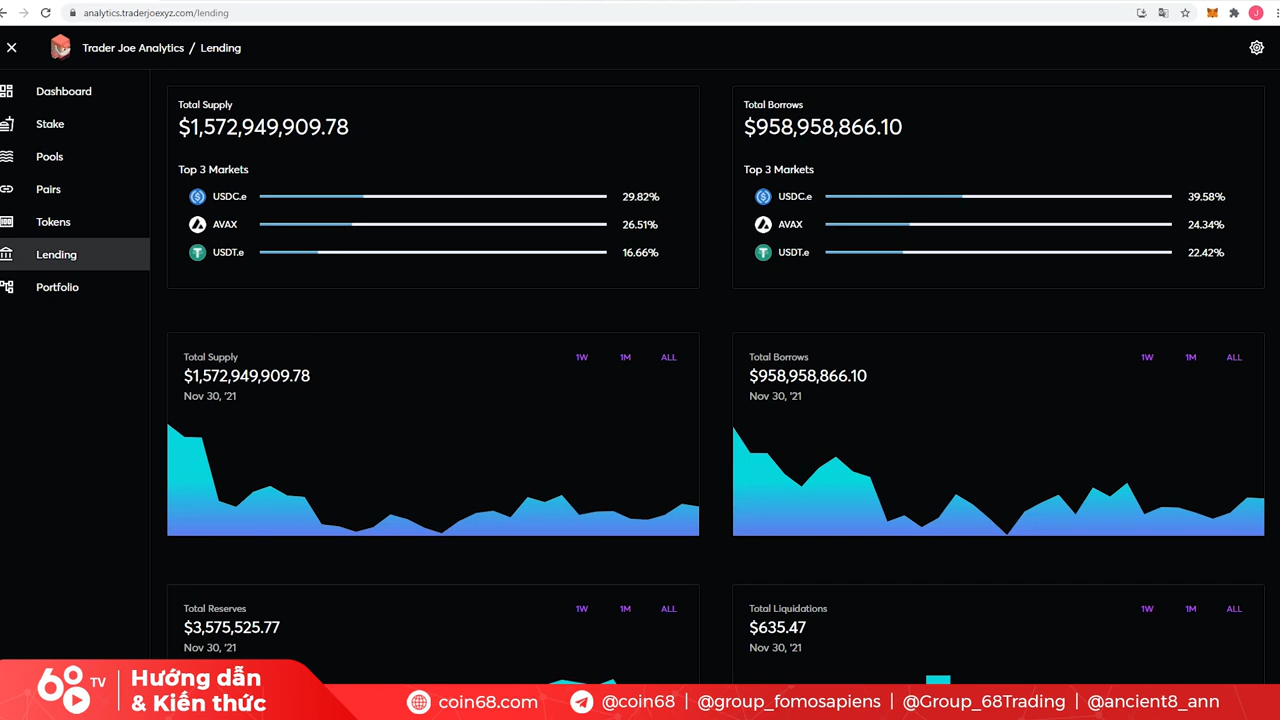 analytics.traderjoexyz.com/lending
J
Trader Joe Analytics / Lending
Dashboard
Stake
Pools
Pairs
Tokens
Lending
Portfolio
Total Supply
$1,572,949,909.78
Top 3 Markets
USDC.e 29.82%
AVAX 26.51%
USDT.e 16.66%
Total Borrows
$958,958,866.10
Top 3 Markets
USDC.e 39.58%
AVAX 24.34%
USDT.e 22.42%
Total Supply 1W 1M ALL
$1,572,949,909.78
Nov 30, '21
Total Borrows 1W 1M ALL
$958,958,866.10
Nov 30, '21
Total Reserves 1W 1M ALL
$3,575,525.77
Nov 30, '21
Total Liquidations 1W 1M ALL
$635.47
Nov 30, '21
68 TV
Hướng dẫn
& Kiến thức
coin68.com
@coin68 | @group_fomosapiens | @Group_68Trading | @ancient8_ann